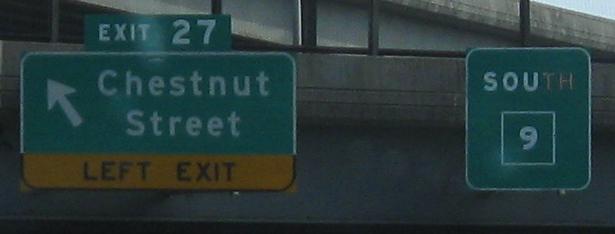 EXIT 27
Chestnut
Street
LEFT EXIT
SOUTH
9